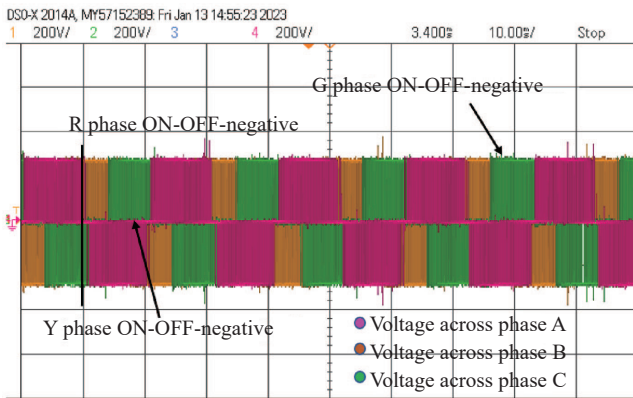 DSO-X 2014A, MY57152389: Fri Jan 13 14:55:23 2023
1 200V/ 2 200V/ 3 4 200V/ 3.400s 10.00s/ Stop
G phase ON-OFF-negative
R phase ON-OFF-negative
Y phase ON-OFF-negative
Voltage across phase A
Voltage across phase B
Voltage across phase C